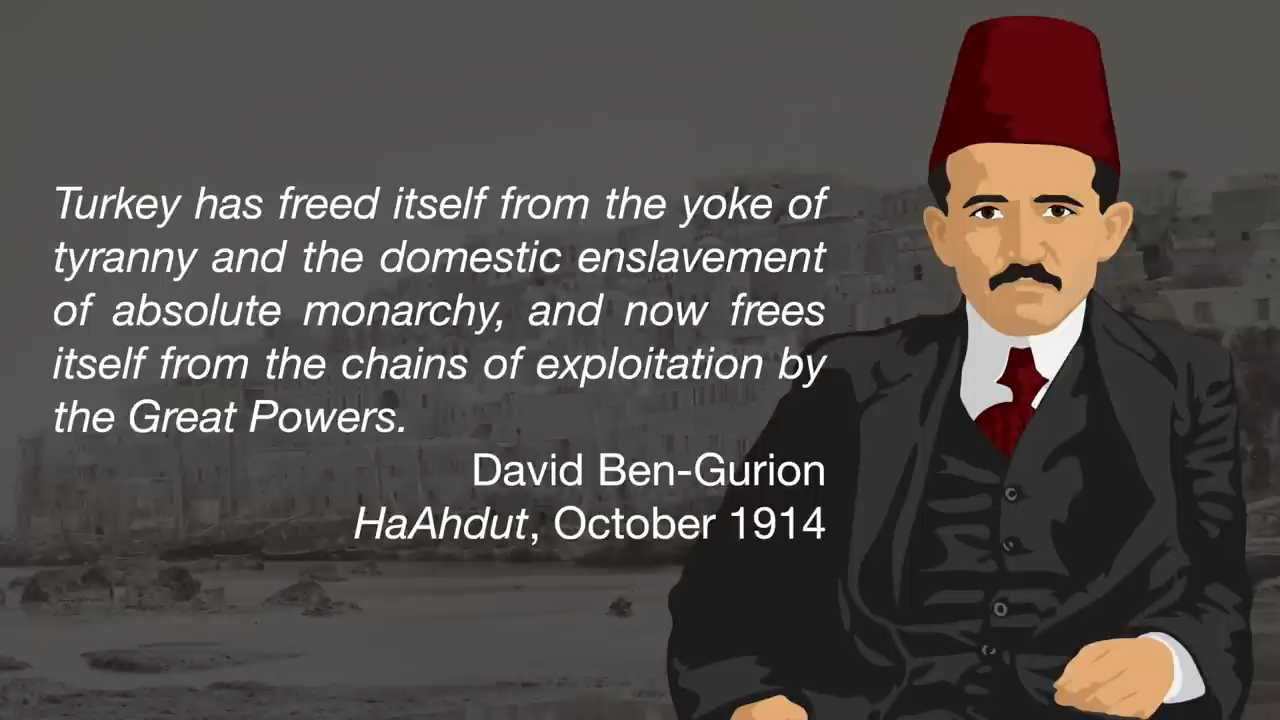 Turkey has freed itself from the yoke of
tyranny and the domestic enslavement
of absolute monarchy, and now frees
itself from the chains of exploitation by
the Great Powers.
David Ben-Gurion
HaAhdut, October 1914